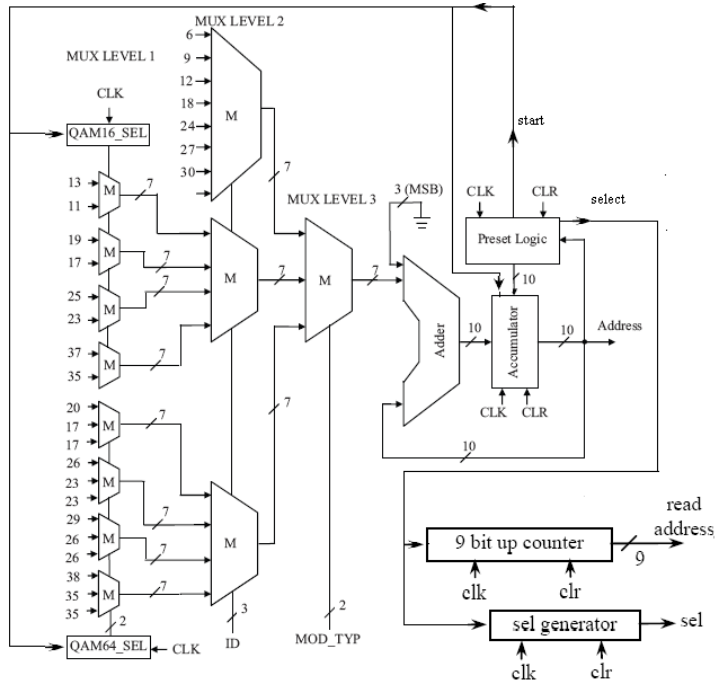 MUX LEVEL 2
6
9
12
18
24
27
30
M
7
MUX LEVEL 1
CLK
QAM16_SEL
13
11
M
7
19
17
M
7
25
23
M
7
37
35
M
7
M
7
20
17
17
M
7
26
23
23
M
7
29
26
26
M
7
38
35
35
M
7
2
QAM64_SEL
CLK
M
7
3
ID
MUX LEVEL 3
M
7
2
MOD_TYP
3 (MSB)
Adder
10
10
start
CLK
CLR
select
Preset Logic
10
Accumulator
10
Address
CLK
CLR
9 bit up counter
9
read
address
clk
clr
sel generator
sel
clk
clr